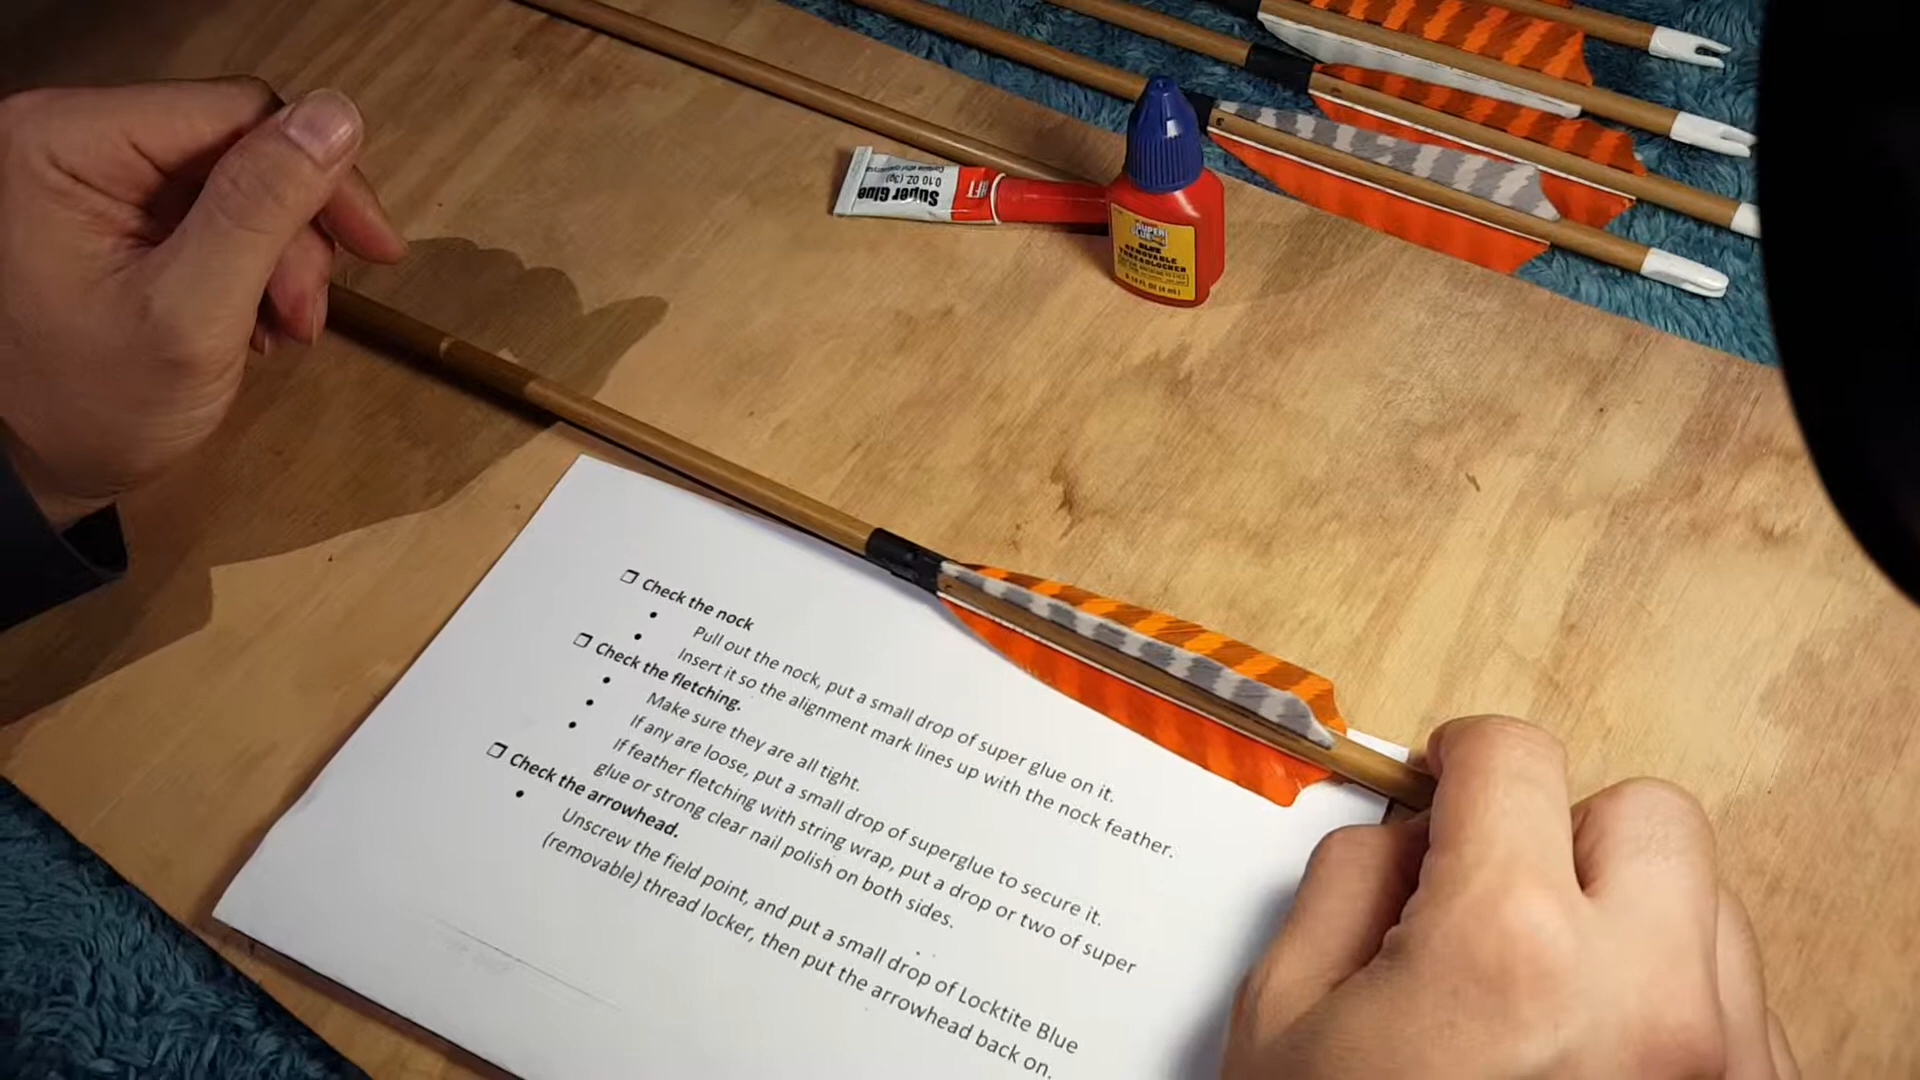 Super Glue
0.10 OZ. (3g)
SUPER
GLUE
BLUE
REMOVABLE
THREADLOCKER
❒ Check the nock
• Pull out the nock, put a small drop of super glue on it.
• Insert it so the alignment mark lines up with the nock feather.
❒ Check the fletching.
• Make sure they are all tight.
• If any are loose, put a small drop of superglue to secure it.
• If feather fletching with string wrap, put a drop or two of super
glue or strong clear nail polish on both sides.
❒ Check the arrowhead.
• Unscrew the field point, and put a small drop of Locktite Blue
(removable) thread locker, then put the arrowhead back on.